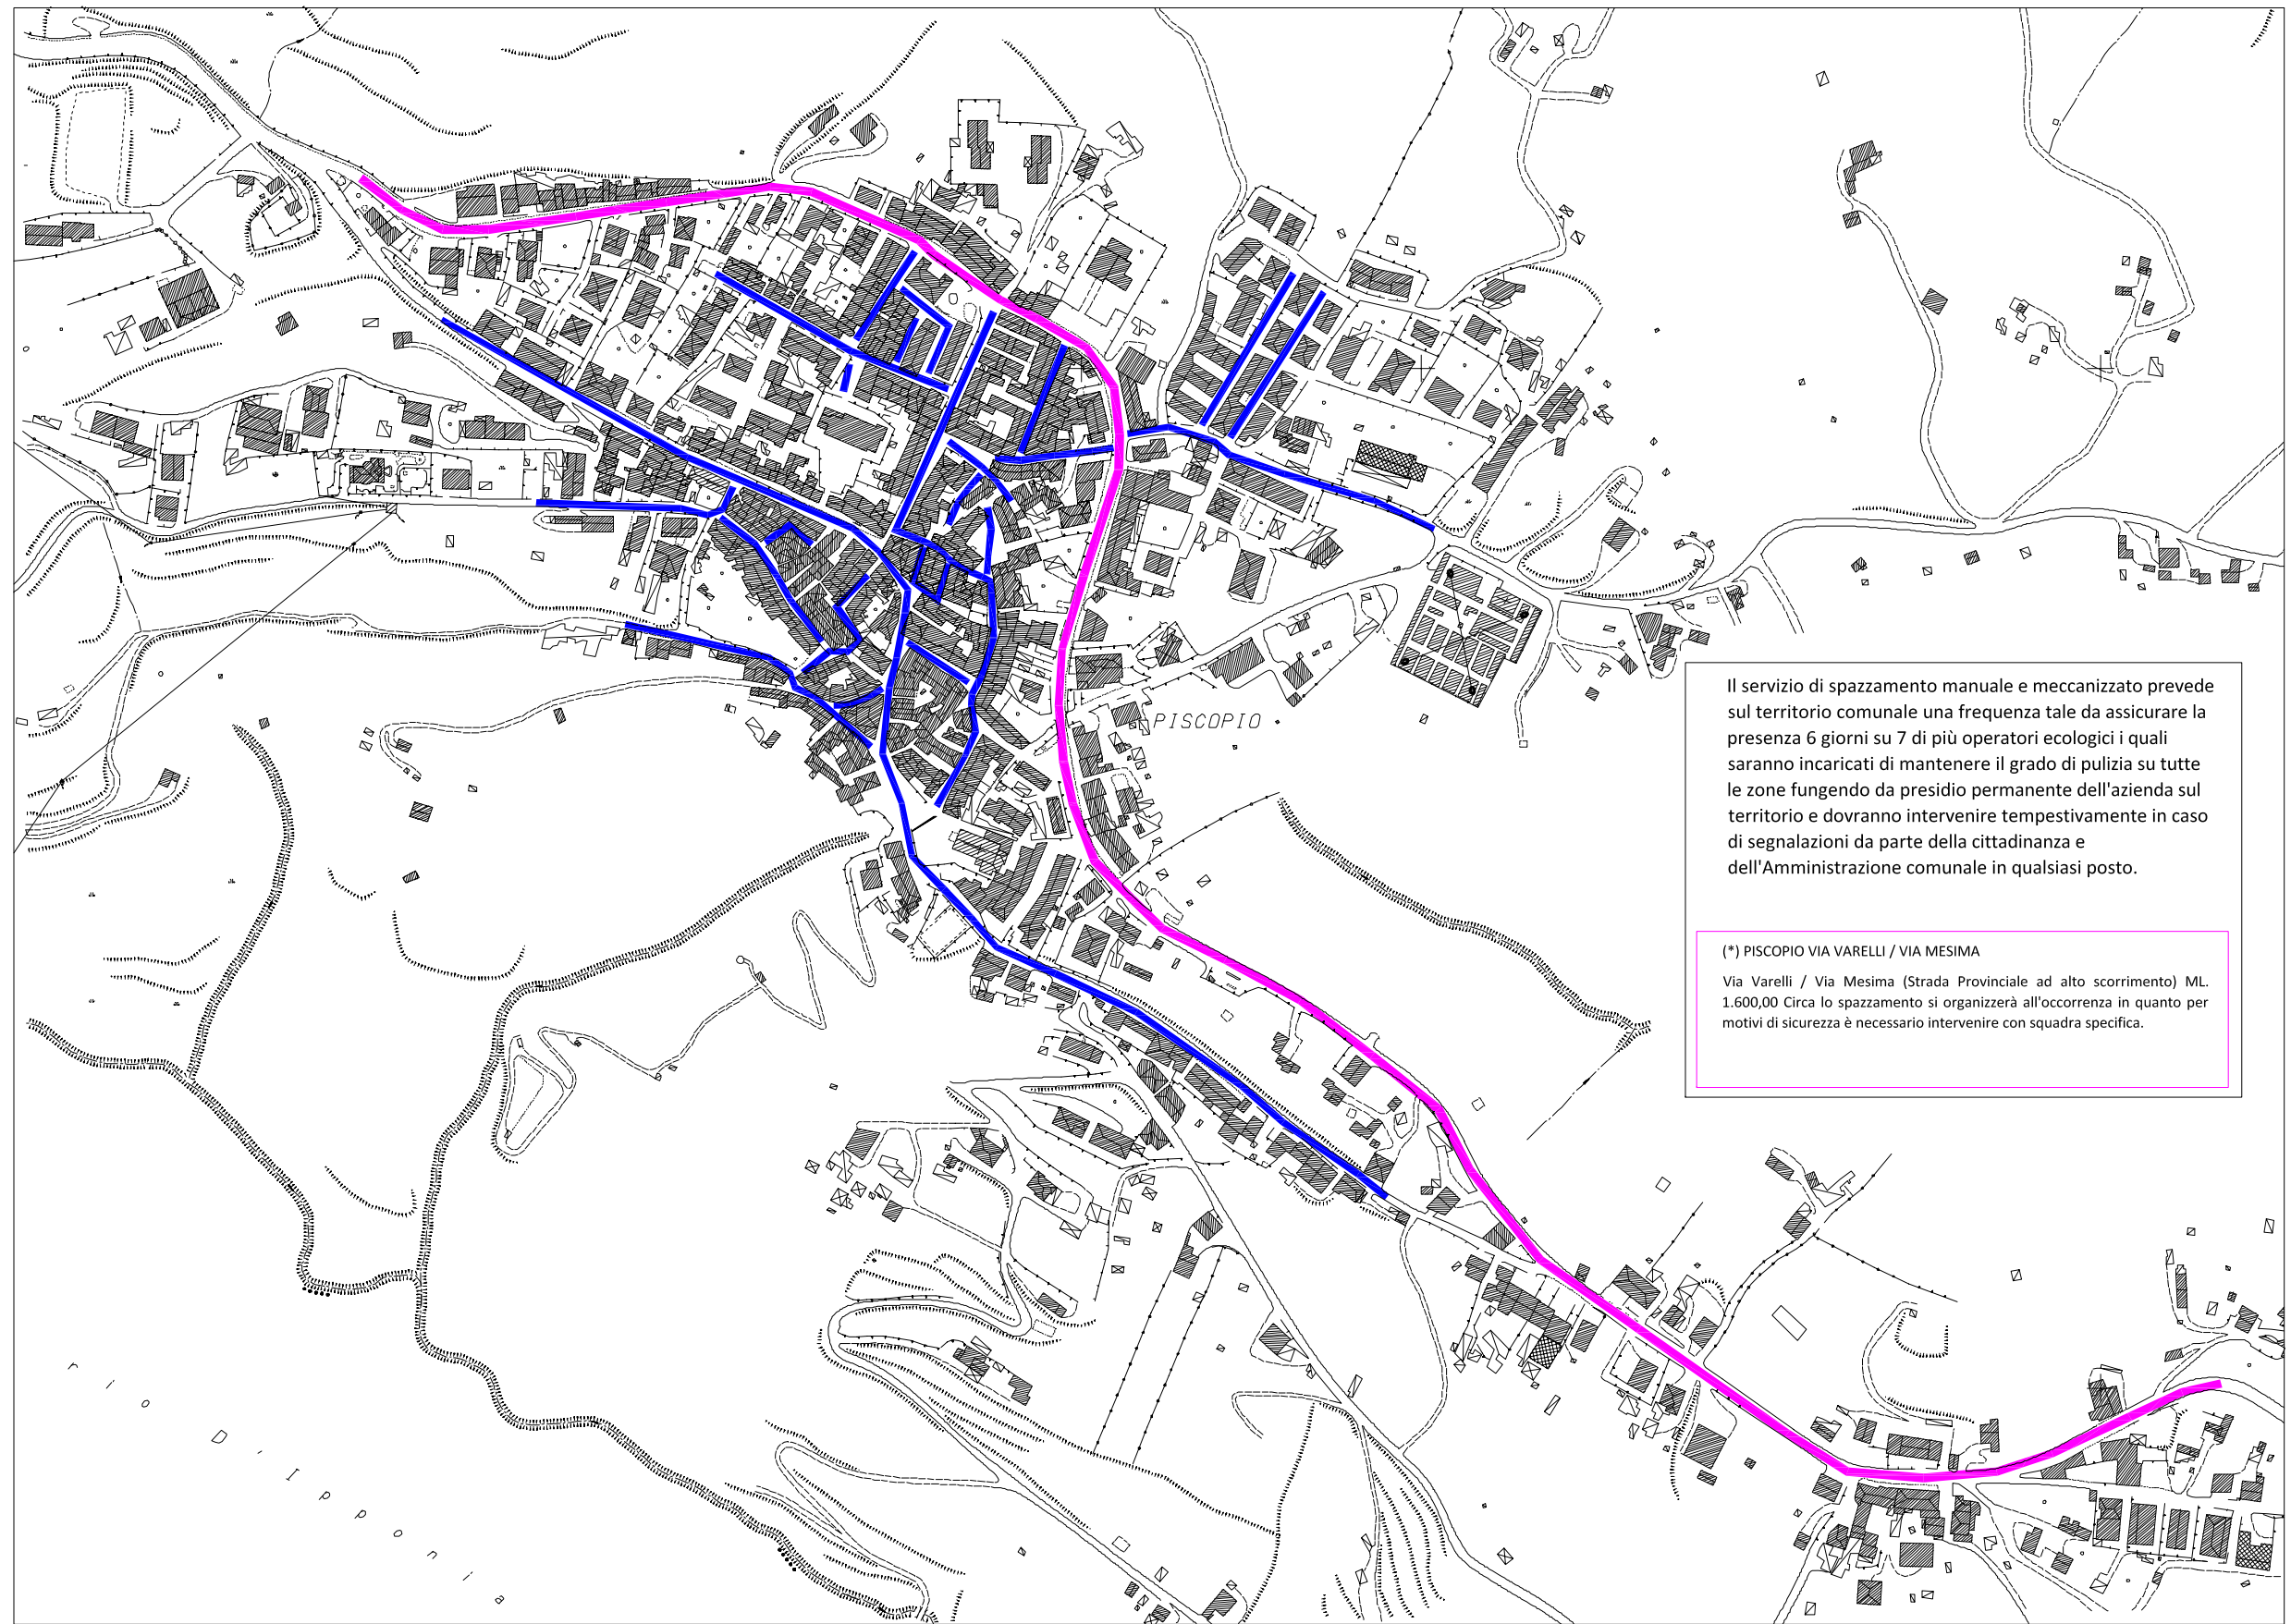 PISCOPIO
Il servizio di spazzamento manuale e meccanizzato prevede
sul territorio comunale una frequenza tale da assicurare la
presenza 6 giorni su 7 di più operatori ecologici i quali
saranno incaricati di mantenere il grado di pulizia su tutte
le zone fungendo da presidio permanente dell'azienda sul
territorio e dovranno intervenire tempestivamente in caso
di segnalazioni da parte della cittadinanza e
dell'Amministrazione comunale in qualsiasi posto.
(*) PISCOPIO VIA VARELLI / VIA MESIMA
Via Varelli / Via Mesima (Strada Provinciale ad alto scorrimento) ML.
1.600,00 Circa lo spazzamento si organizzerà all'occorrenza in quanto per
motivi di sicurezza è necessario intervenire con squadra specifica.
rio D'Ipponia